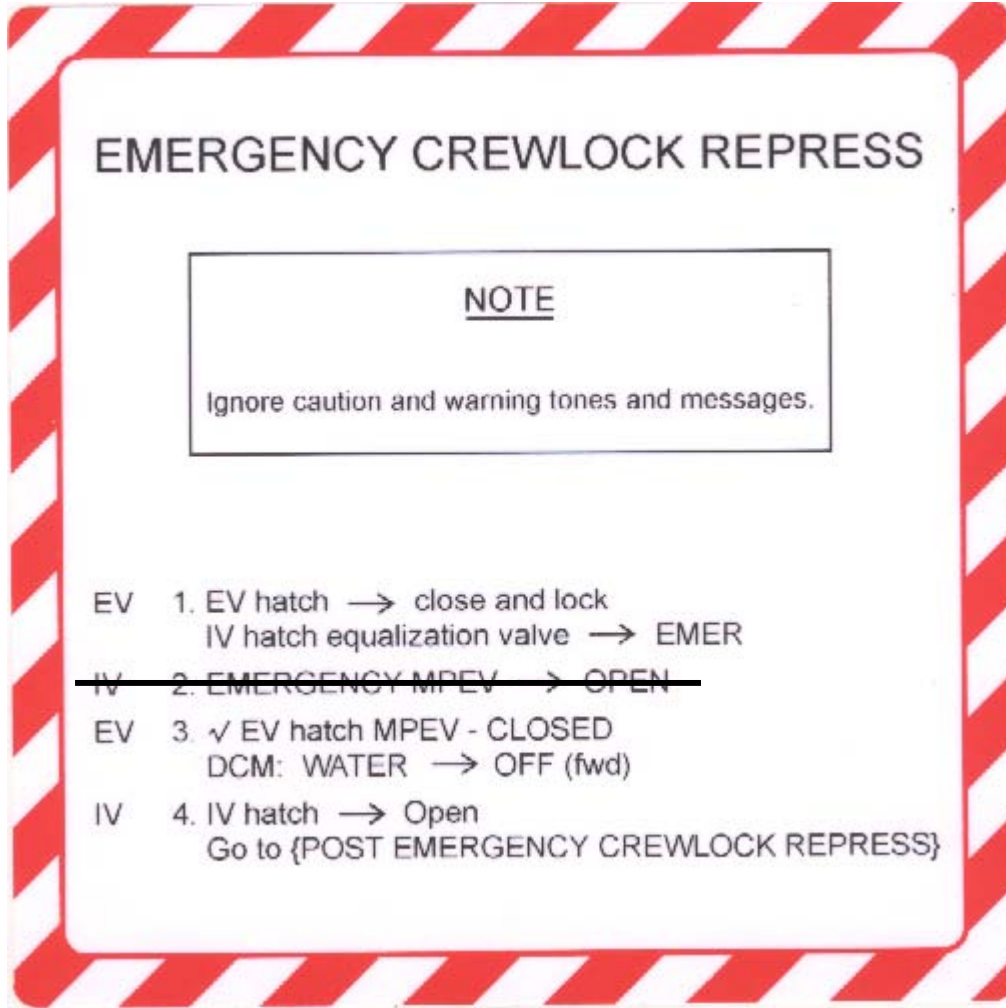 EMERGENCY CREWLOCK REPRESS
NOTE
Ignore caution and warning tones and messages.
EV 1. EV hatch → close and lock
IV hatch equalization valve → EMER
IV 2. EMERGENCY MPEV → OPEN
EV 3. √ EV hatch MPEV - CLOSED
DCM: WATER → OFF (fwd)
IV 4. IV hatch → Open
Go to {POST EMERGENCY CREWLOCK REPRESS}